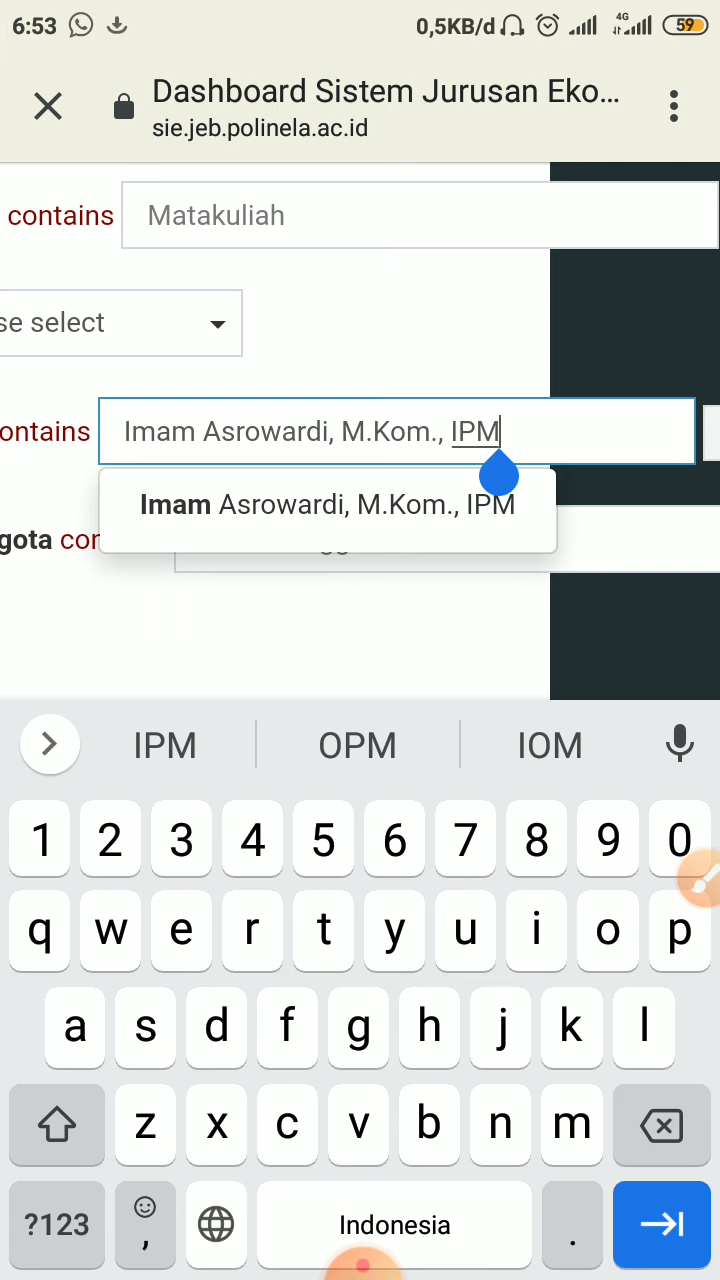 6:53 0,5KB/d 4G 59
Dashboard Sistem Jurusan Eko...
sie.jeb.polinela.ac.id
contains Matakuliah
se select
ontains Imam Asrowardi, M.Kom., IPM
Imam Asrowardi, M.Kom., IPM
gota con
IPM OPM IOM
1 2 3 4 5 6 7 8 9 0
q w e r t y u i o p
a s d f g h j k l
z x c v b n m
?123 , Indonesia .